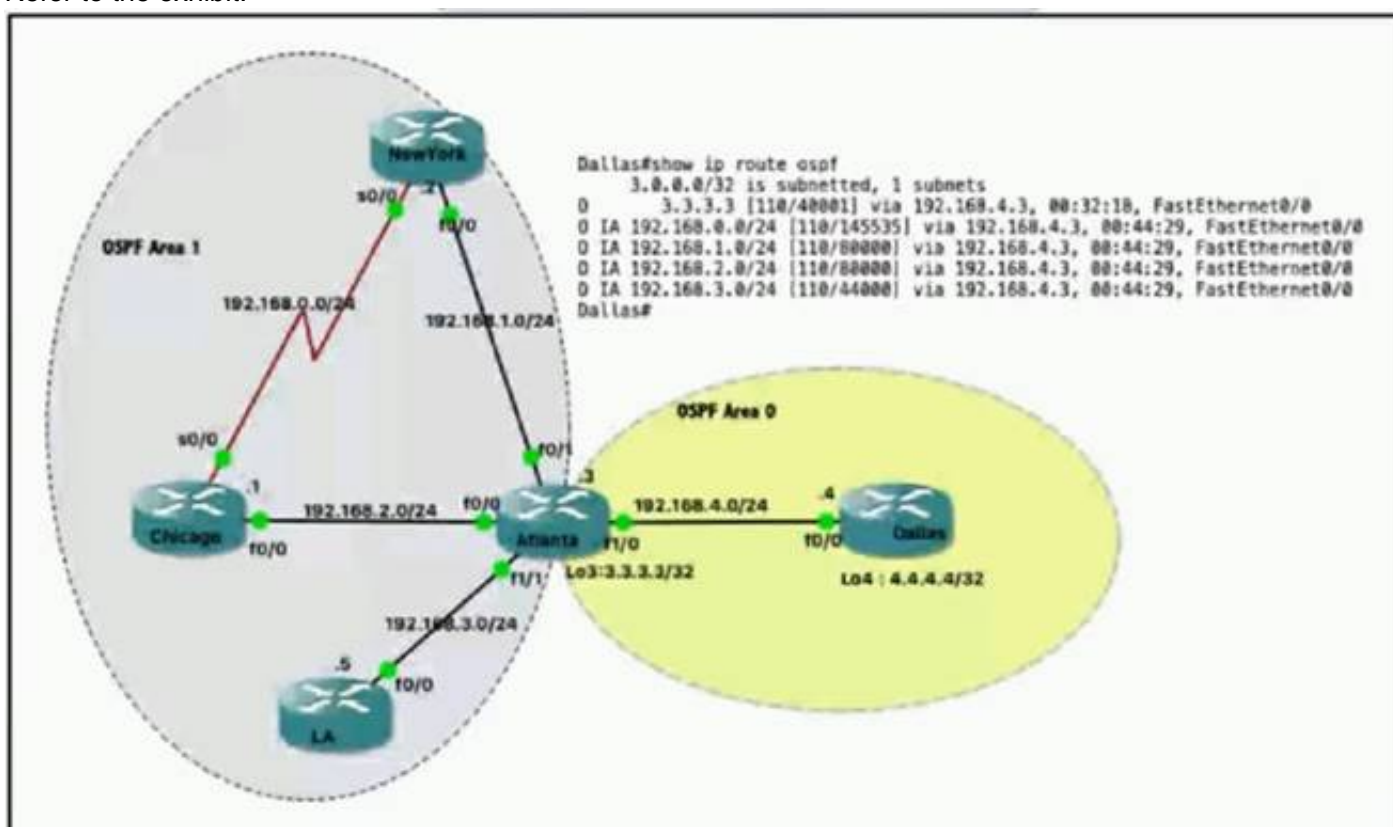 Refer to the exhibit.
NewYork
.2
s0/0
f0/0
Dallas#show ip route ospf
3.0.0.0/32 is subnetted, 1 subnets
O 3.3.3.3 [110/40001] via 192.168.4.3, 00:32:18, FastEthernet0/0
O IA 192.168.0.0/24 [110/145535] via 192.168.4.3, 00:44:29, FastEthernet0/0
O IA 192.168.1.0/24 [110/80000] via 192.168.4.3, 00:44:29, FastEthernet0/0
O IA 192.168.2.0/24 [110/80000] via 192.168.4.3, 00:44:29, FastEthernet0/0
O IA 192.168.3.0/24 [110/44000] via 192.168.4.3, 00:44:29, FastEthernet0/0
Dallas#
OSPF Area 1
192.168.0.0/24
192.168.1.0/24
OSPF Area 0
s0/0
f0/1
.1
.3
192.168.2.0/24
f0/0
192.168.4.0/24
.4
Chicago
f0/0
Atlanta
f1/0
f0/0
Dallas
f1/1
Lo3:3.3.3.3/32
Lo4 : 4.4.4.4/32
192.168.3.0/24
.5
f0/0
LA